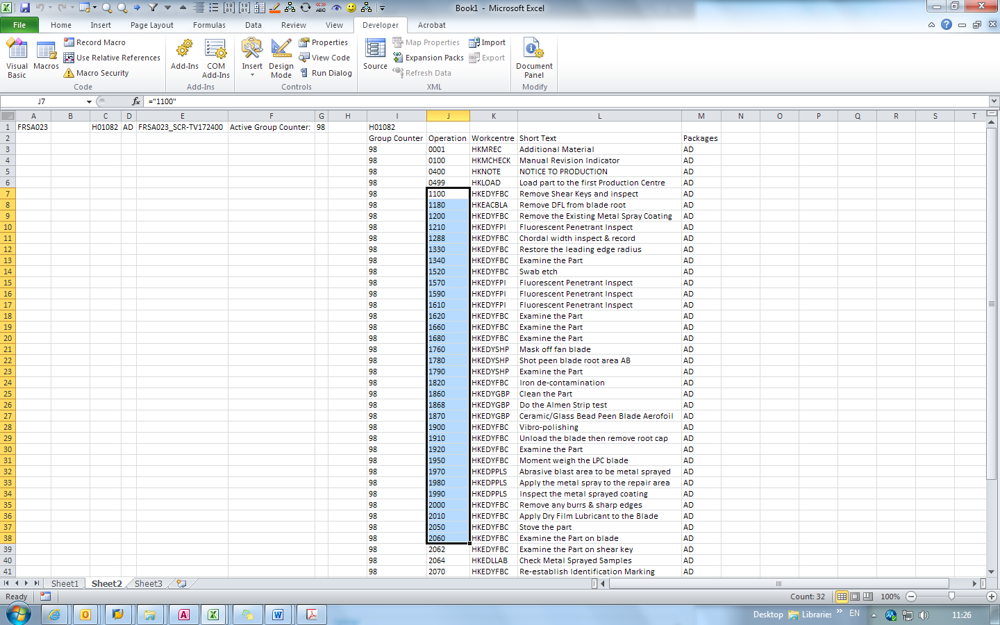 Book1 - Microsoft Excel
File Home Insert Page Layout Formulas Data Review View Developer Acrobat
Visual Basic
Macros
Record Macro
Use Relative References
Macro Security
Code
Add-Ins
COM Add-Ins
Add-Ins
Insert
Design Mode
Properties
View Code
Run Dialog
Controls
Source
Map Properties
Expansion Packs
Refresh Data
Import
Export
XML
Document Panel
Modify
J7 fx ="1100"
A B C D E F G H I J K L M N O P Q R S T
1 FRSA023 H01082 AD FRSA023_SCR-TV172400 Active Group Counter: 98 H01082
2 Group Counter Operation Workcentre Short Text Packages
3 98 0001 HKMREC Additional Material AD
4 98 0100 HKMCHECK Manual Revision Indicator AD
5 98 0400 HKNOTE NOTICE TO PRODUCTION AD
6 98 0499 HKLOAD Load part to the first Production Centre AD
7 98 1100 HKEDYFBC Remove Shear Keys and inspect AD
8 98 1180 HKEACBLA Remove DFL from blade root AD
9 98 1200 HKEDYFBC Remove the Existing Metal Spray Coating AD
10 98 1210 HKEDYFPI Fluorescent Penetrant Inspect AD
11 98 1288 HKEDYFBC Chordal width inspect & record AD
12 98 1330 HKEDYFBC Restore the leading edge radius AD
13 98 1340 HKEDYFBC Examine the Part AD
14 98 1520 HKEDYFBC Swab etch AD
15 98 1570 HKEDYFPI Fluorescent Penetrant Inspect AD
16 98 1590 HKEDYFPI Fluorescent Penetrant Inspect AD
17 98 1610 HKEDYFPI Fluorescent Penetrant Inspect AD
18 98 1620 HKEDYFBC Examine the Part AD
19 98 1660 HKEDYFBC Examine the Part AD
20 98 1680 HKEDYFBC Examine the Part AD
21 98 1760 HKEDYSHP Mask off fan blade AD
22 98 1780 HKEDYSHP Shot peen blade root area AB AD
23 98 1790 HKEDYSHP Examine the Part AD
24 98 1820 HKEDYFBC Iron de-contamination AD
25 98 1860 HKEDYGBP Clean the Part AD
26 98 1868 HKEDYGBP Do the Almen Strip test AD
27 98 1870 HKEDYGBP Ceramic/Glass Bead Peen Blade Aerofoil AD
28 98 1900 HKEDYFBC Vibro-polishing AD
29 98 1910 HKEDYFBC Unload the blade then remove root cap AD
30 98 1920 HKEDYFBC Examine the Part AD
31 98 1950 HKEDYFBC Moment weigh the LPC blade AD
32 98 1970 HKEDPPLS Abrasive blast area to be metal sprayed AD
33 98 1980 HKEDPPLS Apply the metal spray to the repair area AD
34 98 1990 HKEDPPLS Inspect the metal sprayed coating AD
35 98 2000 HKEDYFBC Remove any burrs & sharp edges AD
36 98 2010 HKEDYFBC Apply Dry Film Lubricant to the Blade AD
37 98 2050 HKEDYFBC Stove the part AD
38 98 2060 HKEDYFBC Examine the Part on blade AD
39 98 2062 HKEDYFBC Examine the Part on shear key AD
40 98 2064 HKEDLLAB Check Metal Sprayed Samples AD
41 98 2070 HKEDYFBC Re-establish Identification Marking AD
Sheet1 Sheet2 Sheet3
Ready Count: 32 100%
Desktop Libraries EN 11:26